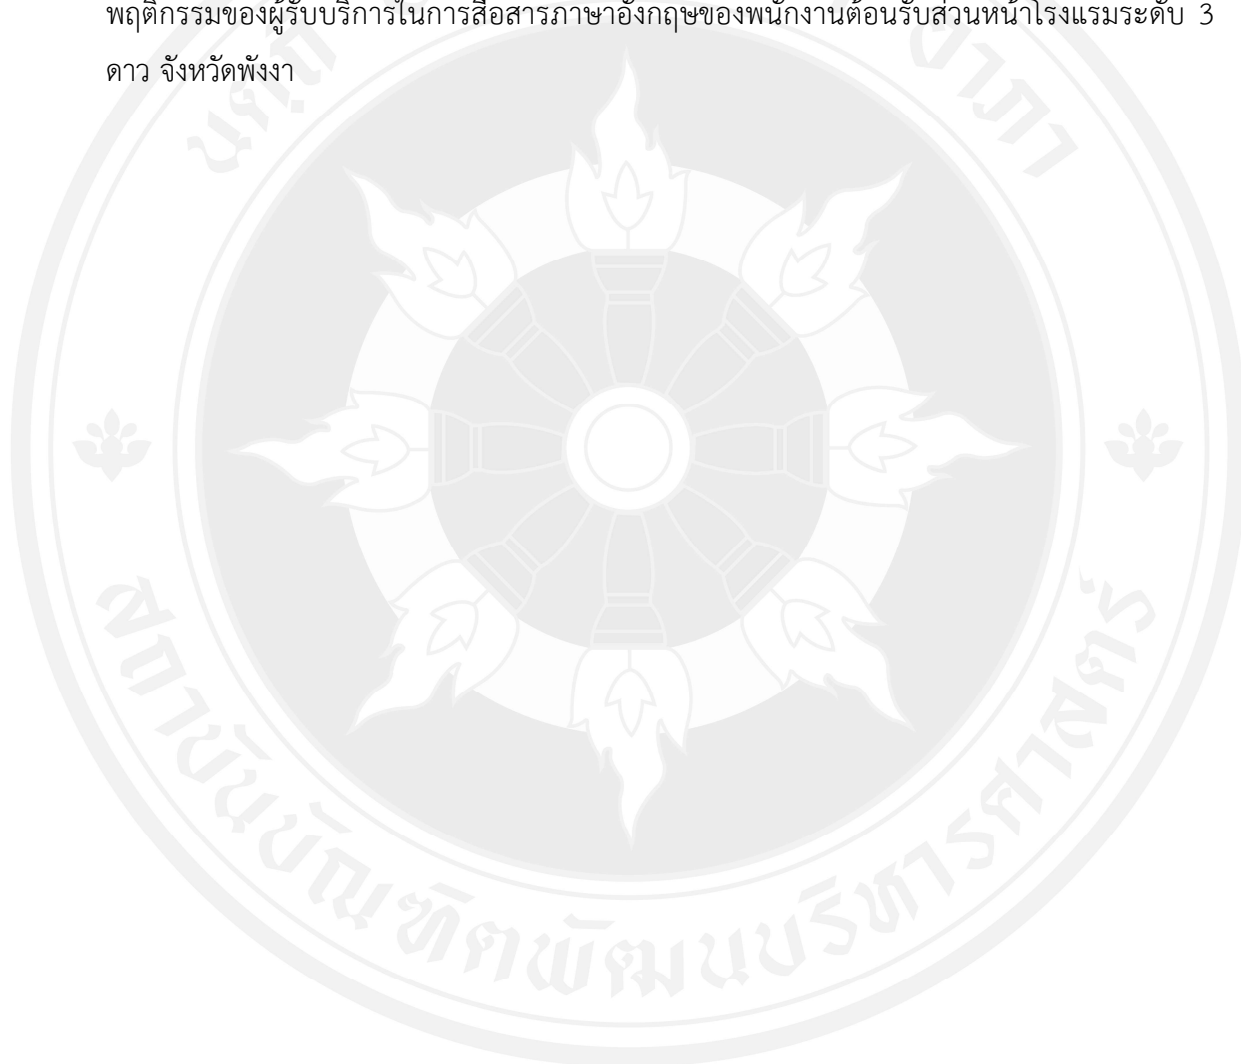 พฤติกรรมของผู้รับบริการในการสื่อสารภาษาอังกฤษของพนักงานต้อนรับส่วนหน้าโรงแรมระดับ 3
ดาว จังหวัดพังงา
สถาบันบัณฑิตพัฒนบริหารศาสตร์